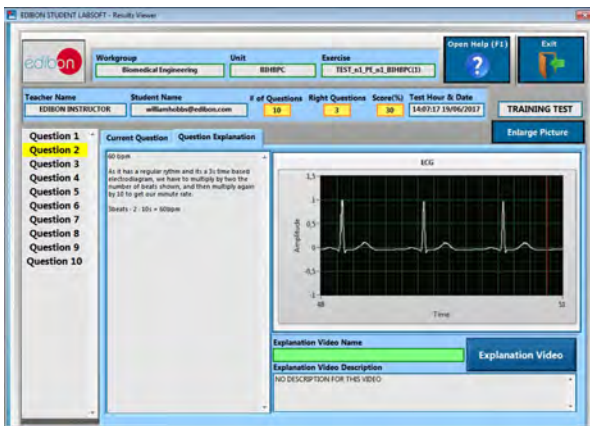 EDIBON STUDENT LABSOFT - Results Viewer
edibon
Workgroup
Biomedical Engineering
Unit
BIHBPC
Exercise
TEST_n1_PE_n1_BIHBPC(1)
Open Help (F1)
?
Exit
Teacher Name
EDIBON INSTRUCTOR
Student Name
williamhobbs@edibon.com
# of Questions
10
Right Questions
3
Score(%)
30
Test Hour & Date
14:07:17 19/06/2017
TRAINING TEST
Enlarge Picture
Question 1
Question 2
Question 3
Question 4
Question 5
Question 6
Question 7
Question 8
Question 9
Question 10
Current Question
Question Explanation
60 bpm
As it has a regular rythm and its a 3s time based
electrodiagram, we have to multiply by two the
number of beats shown, and then multiply again
by 10 to get our minute rate.
3beats · 2 · 10s = 60bpm
ECG
Amplitude
1,5
1
0,5
0
-0,5
-1
48
51
Time
Explanation Video Name
Explanation Video
Explanation Video Description
NO DESCRIPTION FOR THIS VIDEO